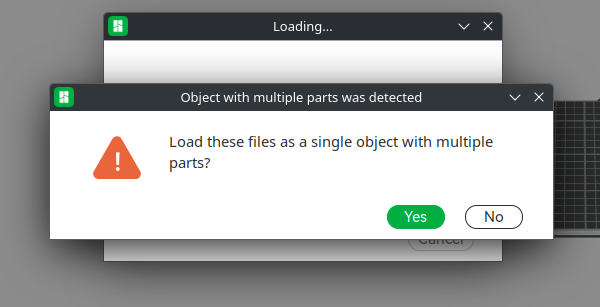 Loading...
Object with multiple parts was detected
Load these files as a single object with multiple
parts?
Yes
No
Cancel